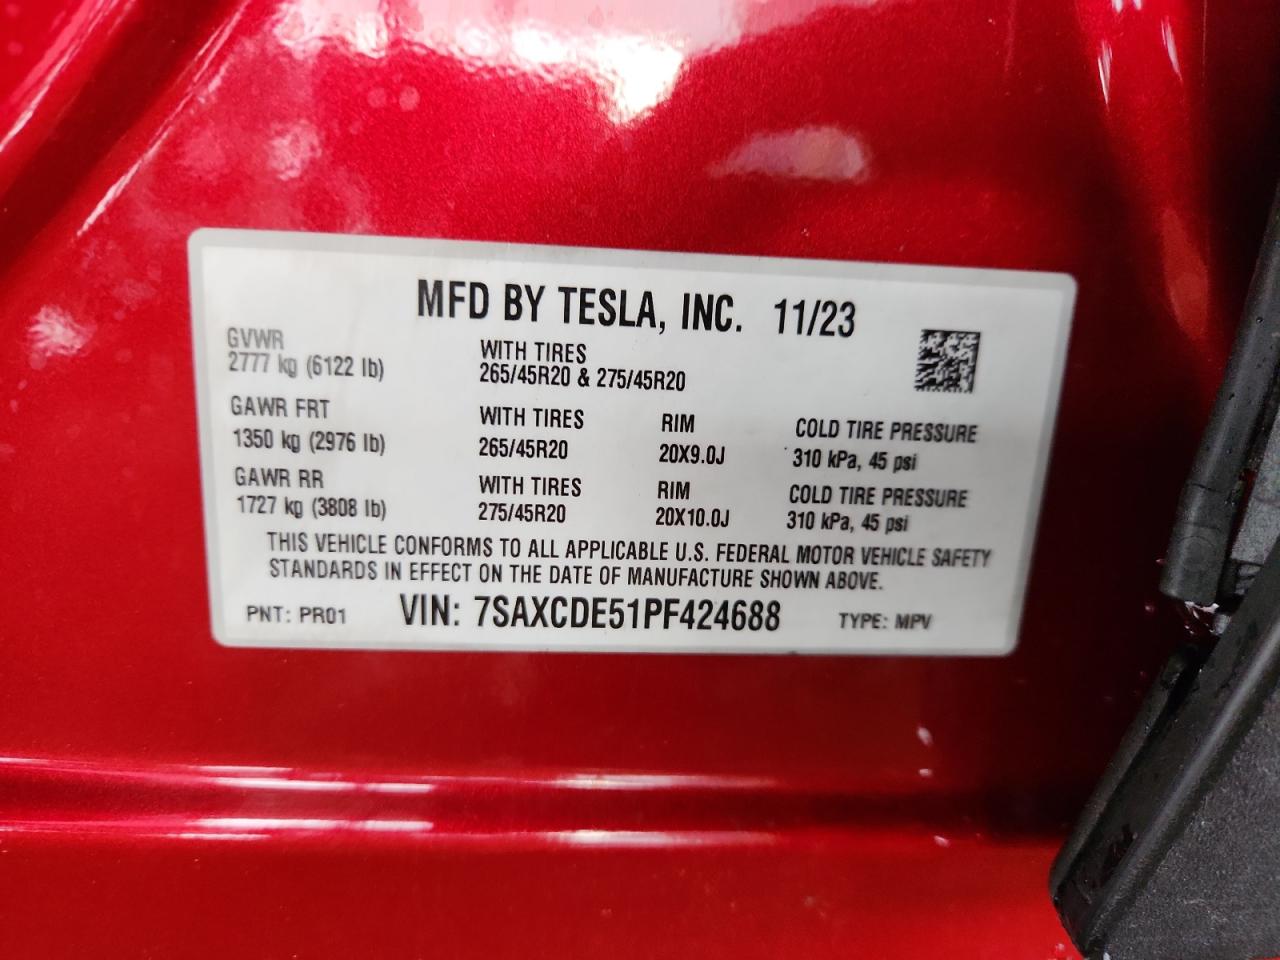 MFD BY TESLA, INC. 11/23
GVWR
2777 kg (6122 lb)
WITH TIRES
265/45R20 & 275/45R20
GAWR FRT
1350 kg (2976 lb)
WITH TIRES
265/45R20
RIM
20X9.0J
COLD TIRE PRESSURE
310 kPa, 45 psi
GAWR RR
1727 kg (3808 lb)
WITH TIRES
275/45R20
RIM
20X10.0J
COLD TIRE PRESSURE
310 kPa, 45 psi
THIS VEHICLE CONFORMS TO ALL APPLICABLE U.S. FEDERAL MOTOR VEHICLE SAFETY
STANDARDS IN EFFECT ON THE DATE OF MANUFACTURE SHOWN ABOVE.
PNT: PR01 VIN: 7SAXCDE51PF424688 TYPE: MPV